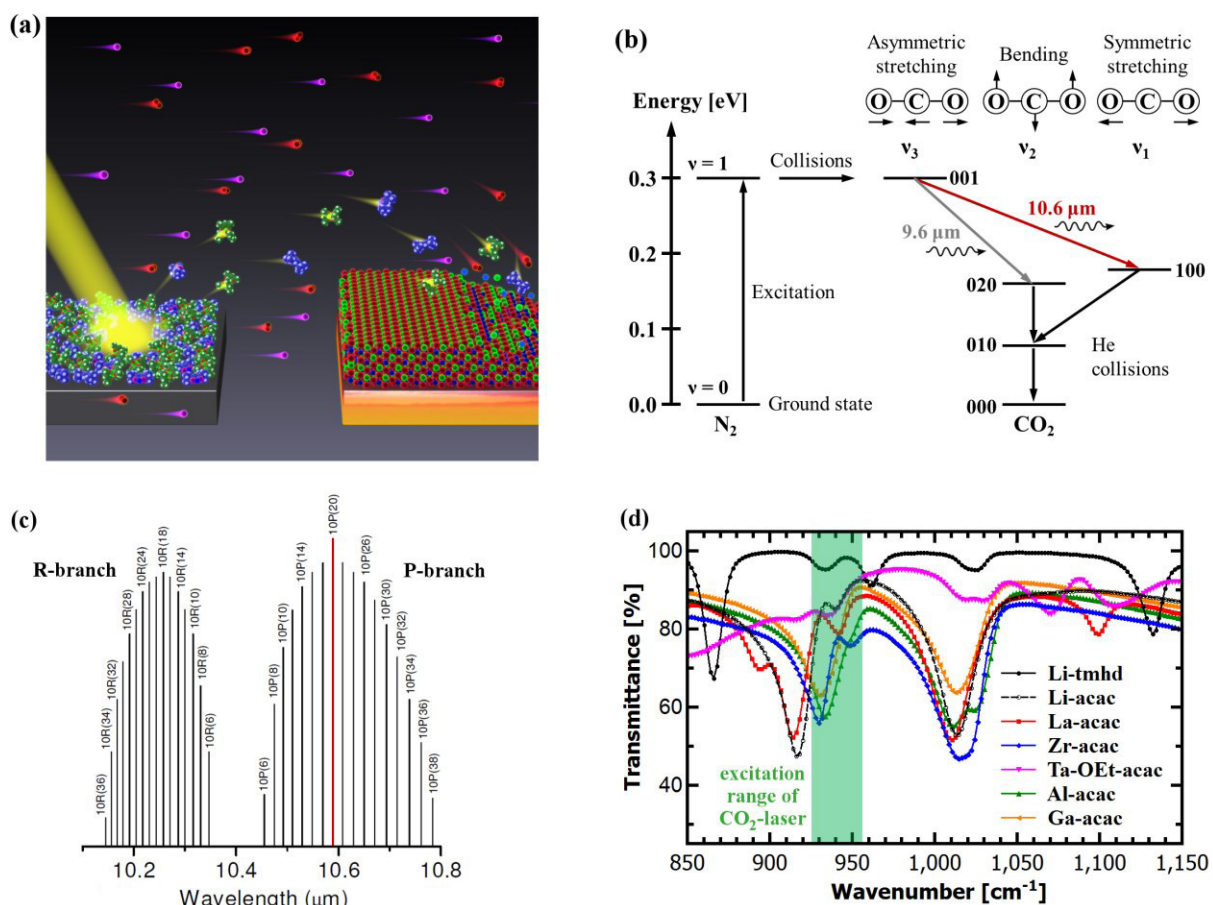 (a)
(b)
Asymmetric
stretching
Bending
Symmetric
stretching
Energy [eV]
O C O
O C O
O C O
ν3
ν2
ν1
ν = 1
Collisions
0.3
001
10.6 μm
9.6 μm
0.2
100
020
Excitation
0.1
010
He
collisions
ν = 0
0.0
Ground state
000
N2
CO2
(c)
R-branch
P-branch
10R(36)
10R(34)
10R(32)
10R(28)
10R(24)
10R(18)
10R(14)
10R(10)
10R(8)
10R(6)
10P(6)
10P(8)
10P(10)
10P(14)
10P(20)
10P(26)
10P(30)
10P(32)
10P(34)
10P(36)
10P(38)
10.2
10.4
10.6
10.8
Wavelength (μm)
(d)
Transmittance [%]
100
80
60
40
excitation
range of
CO2-laser
Li-tmhd
Li-acac
La-acac
Zr-acac
Ta-OEt-acac
Al-acac
Ga-acac
850
900
950
1,000
1,050
1,100
1,150
Wavenumber [cm-1]